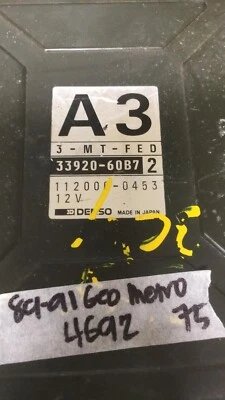 A3
3-MT-FED
33920-60B7 2
112000-0453
12V
DENSO MADE IN JAPAN
89-91 Geo Metro
4692 75